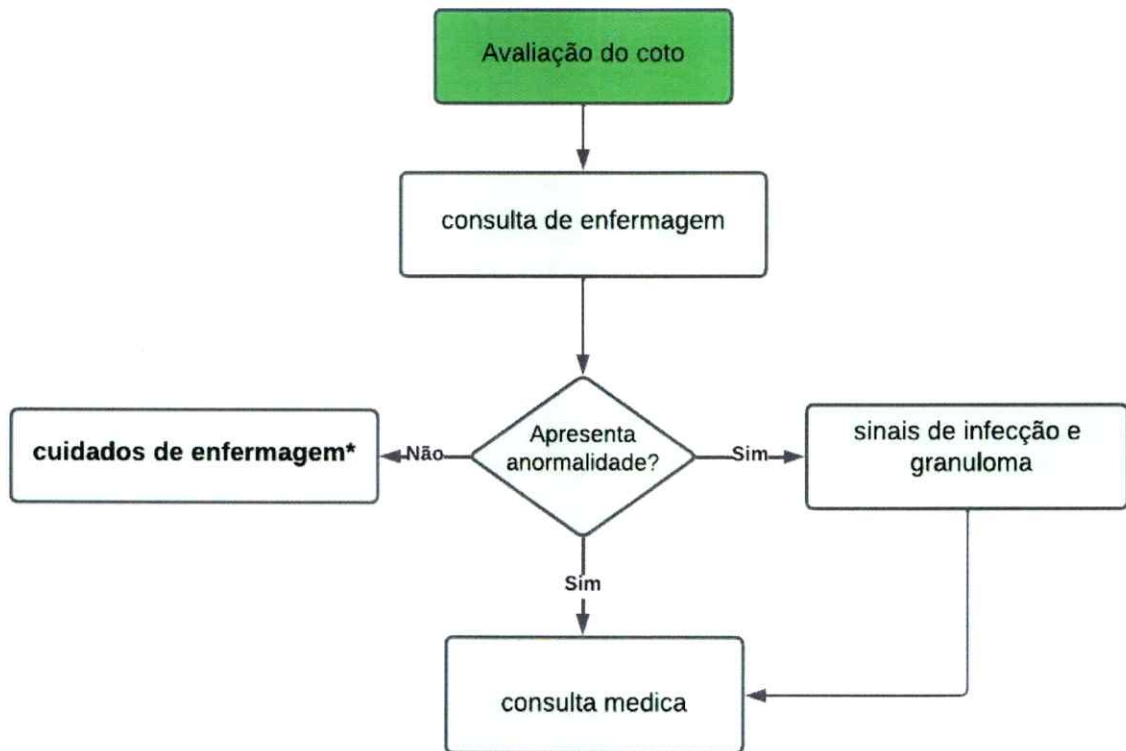 Avaliação do coto
consulta de enfermagem
Apresenta
anormalidade?
cuidados de enfermagem*
Não
Sim
sinais de infecção e
granuloma
Sim
consulta medica